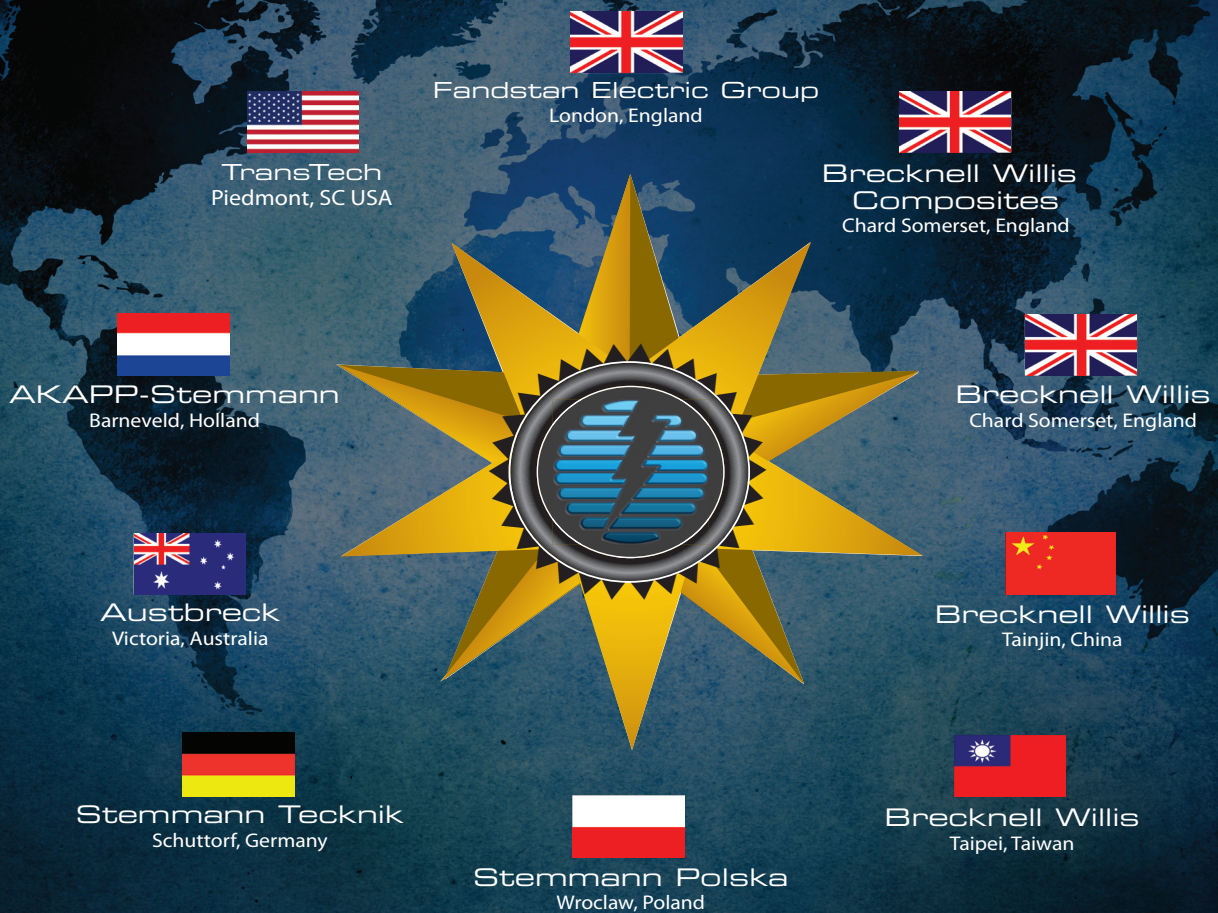 Fandstan Electric Group
London, England
TransTech
Piedmont, SC USA
Brecknell Willis
Composites
Chard Somerset, England
AKAPP-Stemmann
Barneveld, Holland
Brecknell Willis
Chard Somerset, England
Austbreck
Victoria, Australia
Brecknell Willis
Tainjin, China
Stemmann Tecknik
Schuttorf, Germany
Brecknell Willis
Taipei, Taiwan
Stemmann Polska
Wroclaw, Poland